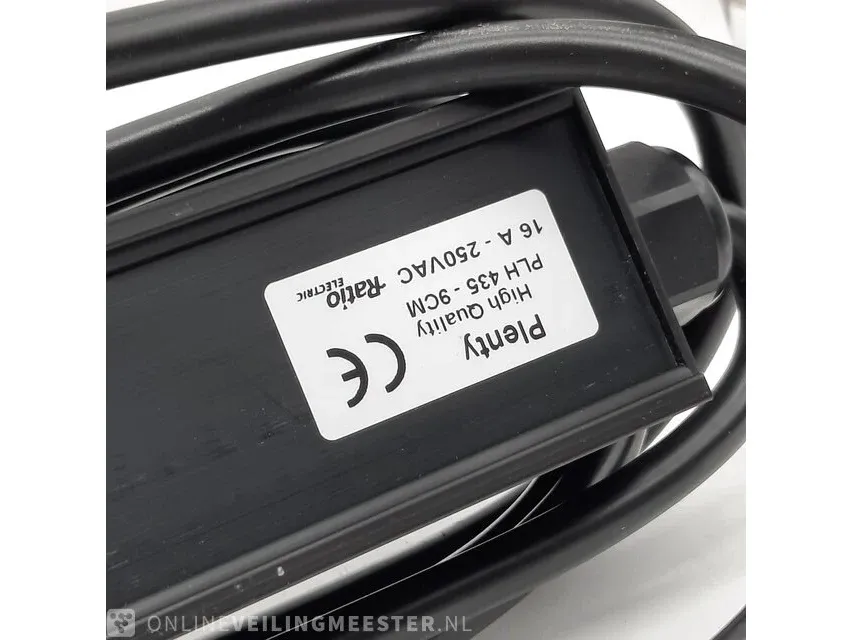 Plenty
High Quality
PLH 435 - 9CM
16 A - 250VAC
Ratio
ELECTRIC
CE
ONLINEVEILINGMEESTER.NL